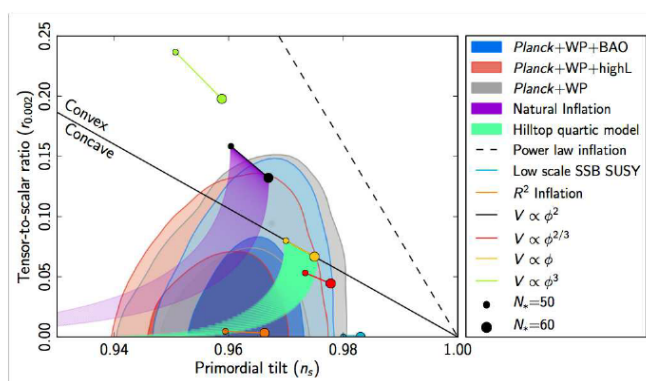 0.25
0.20
0.15
0.10
0.05
0.00
Tensor-to-scalar ratio (r0.002)
Convex
Concave
0.94
0.96
0.98
1.00
Primordial tilt (ns)
Planck+WP+BAO
Planck+WP+highL
Planck+WP
Natural Inflation
Hilltop quartic model
Power law inflation
Low scale SSB SUSY
R² Inflation
V ∝ ϕ²
V ∝ ϕ^2/3
V ∝ ϕ
V ∝ ϕ³
N*=50
N*=60